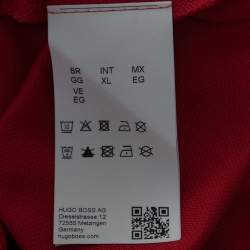 BR INT MX
GG XL EG
VE
EG
HUGO BOSS AG
Dieselstrasse 12
72555 Metzingen
Germany
hugoboss.com